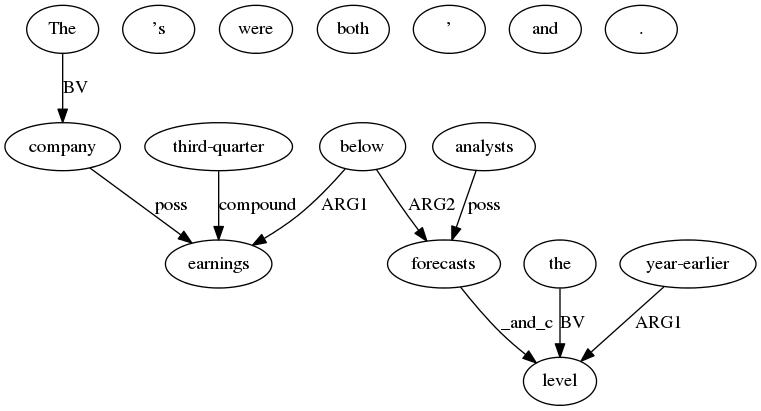 The ’s were both ’ and .
BV
company third-quarter below analysts
poss compound ARG1 ARG2 poss
earnings forecasts the year-earlier
_and_c BV ARG1
level